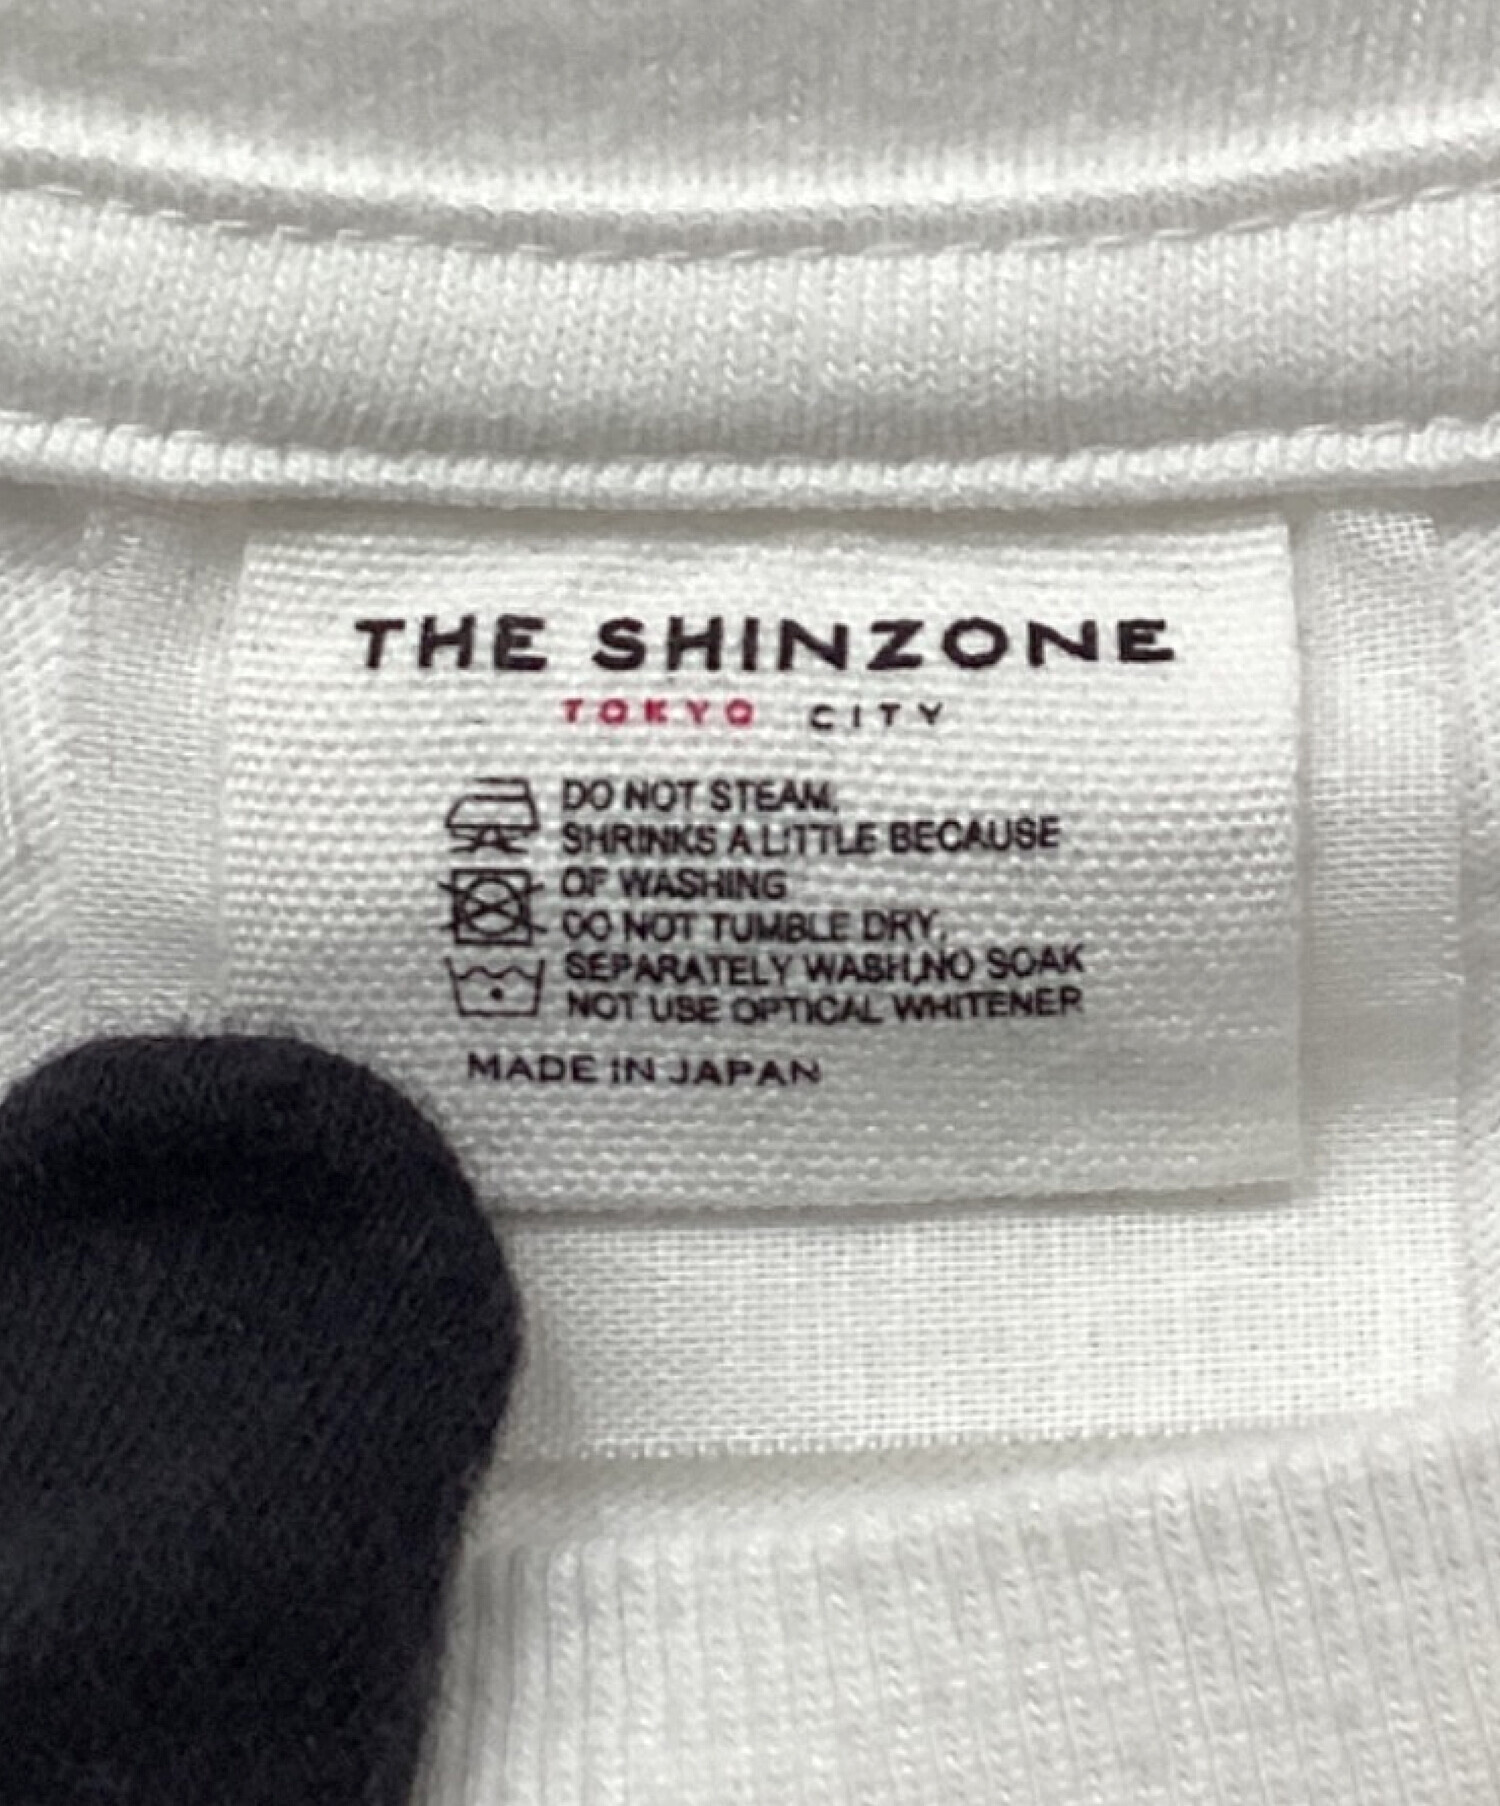 THE SHINZONE
TOKYO CITY
DO NOT STEAM,
SHRINKS A LITTLE BECAUSE
OF WASHING
DO NOT TUMBLE DRY,
SEPARATELY WASH,NO SOAK
NOT USE OPTICAL WHITENER
MADE IN JAPAN